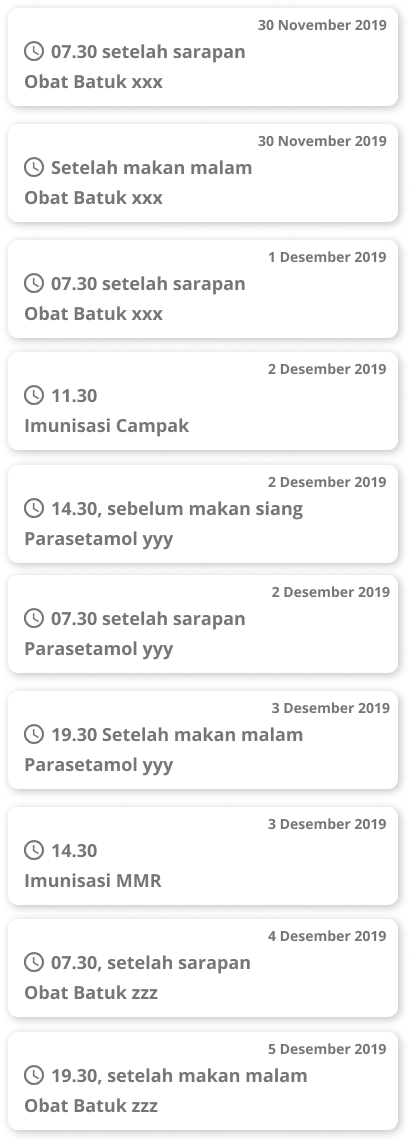 30 November 2019
07.30 setelah sarapan
Obat Batuk xxx
30 November 2019
Setelah makan malam
Obat Batuk xxx
1 Desember 2019
07.30 setelah sarapan
Obat Batuk xxx
2 Desember 2019
11.30
Imunisasi Campak
2 Desember 2019
14.30, sebelum makan siang
Parasetamol yyy
2 Desember 2019
07.30 setelah sarapan
Parasetamol yyy
3 Desember 2019
19.30 Setelah makan malam
Parasetamol yyy
3 Desember 2019
14.30
Imunisasi MMR
4 Desember 2019
07.30, setelah sarapan
Obat Batuk zzz
5 Desember 2019
19.30, setelah makan malam
Obat Batuk zzz